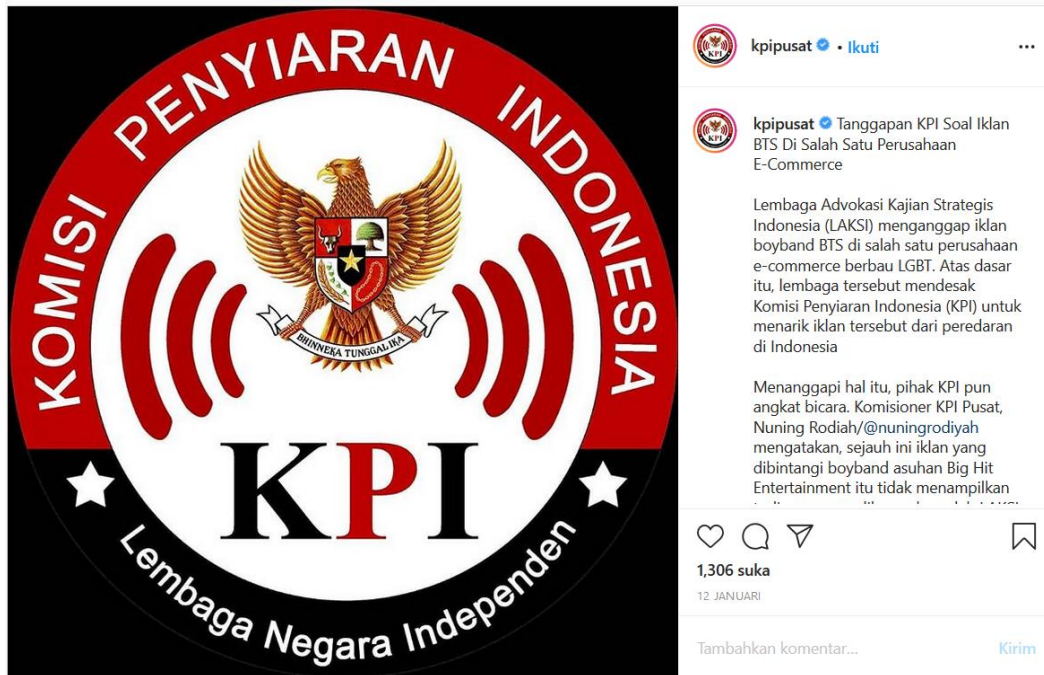 KOMISI PENYIARAN INDONESIA
BHINNEKA TUNGGAL IKA
KPI
Lembaga Negara Independen
kpipusat • Ikuti
kpipusat Tanggapan KPI Soal Iklan
BTS Di Salah Satu Perusahaan
E-Commerce
Lembaga Advokasi Kajian Strategis
Indonesia (LAKSI) menganggap iklan
boyband BTS di salah satu perusahaan
e-commerce berbau LGBT. Atas dasar
itu, lembaga tersebut mendesak
Komisi Penyiaran Indonesia (KPI) untuk
menarik iklan tersebut dari peredaran
di Indonesia
Menanggapi hal itu, pihak KPI pun
angkat bicara. Komisioner KPI Pusat,
Nuning Rodiah/@nuningrodiyah
mengatakan, sejauh ini iklan yang
dibintangi boyband asuhan Big Hit
Entertainment itu tidak menampilkan
1,306 suka
12 JANUARI
Tambahkan komentar...
Kirim